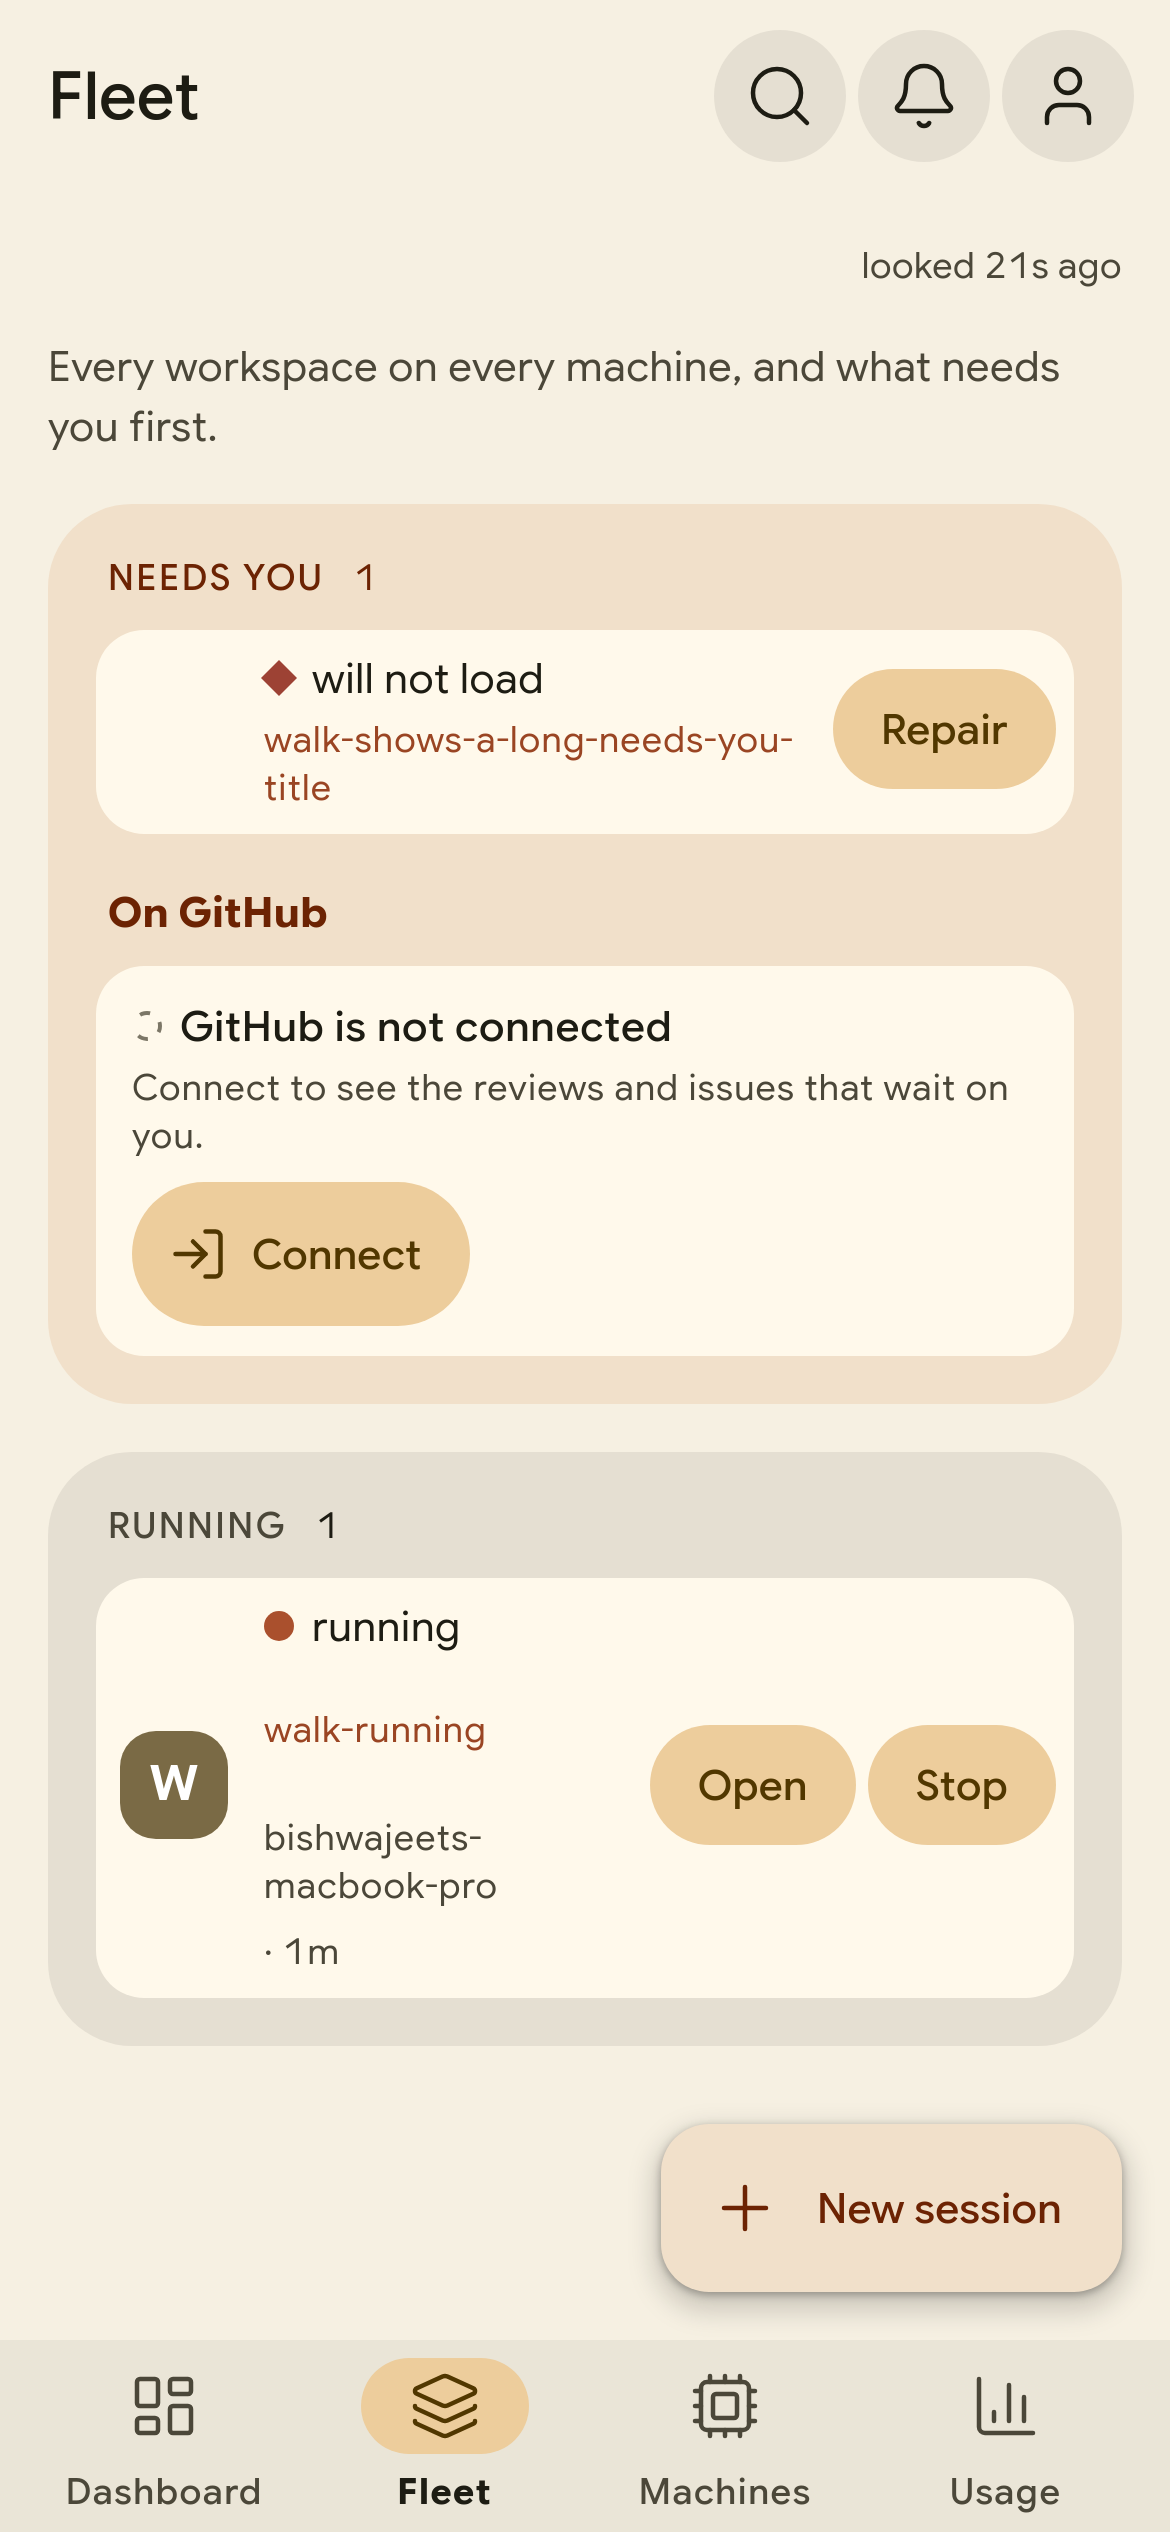 Fleet
looked 21s ago
Every workspace on every machine, and what needs
you first.
NEEDS YOU 1
will not load
walk-shows-a-long-needs-you-
title
Repair
On GitHub
GitHub is not connected
Connect to see the reviews and issues that wait on
you.
Connect
RUNNING 1
running
walk-running
W
Open
Stop
bishwajeets-
macbook-pro
· 1m
New session
Dashboard
Fleet
Machines
Usage